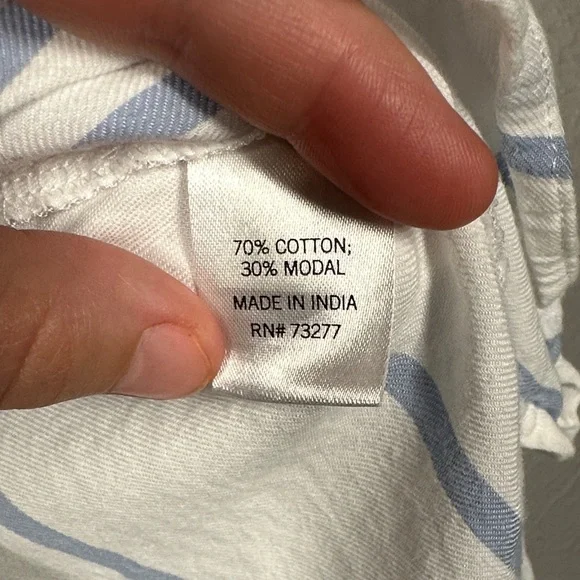 70% COTTON;
30% MODAL
MADE IN INDIA
RN# 73277